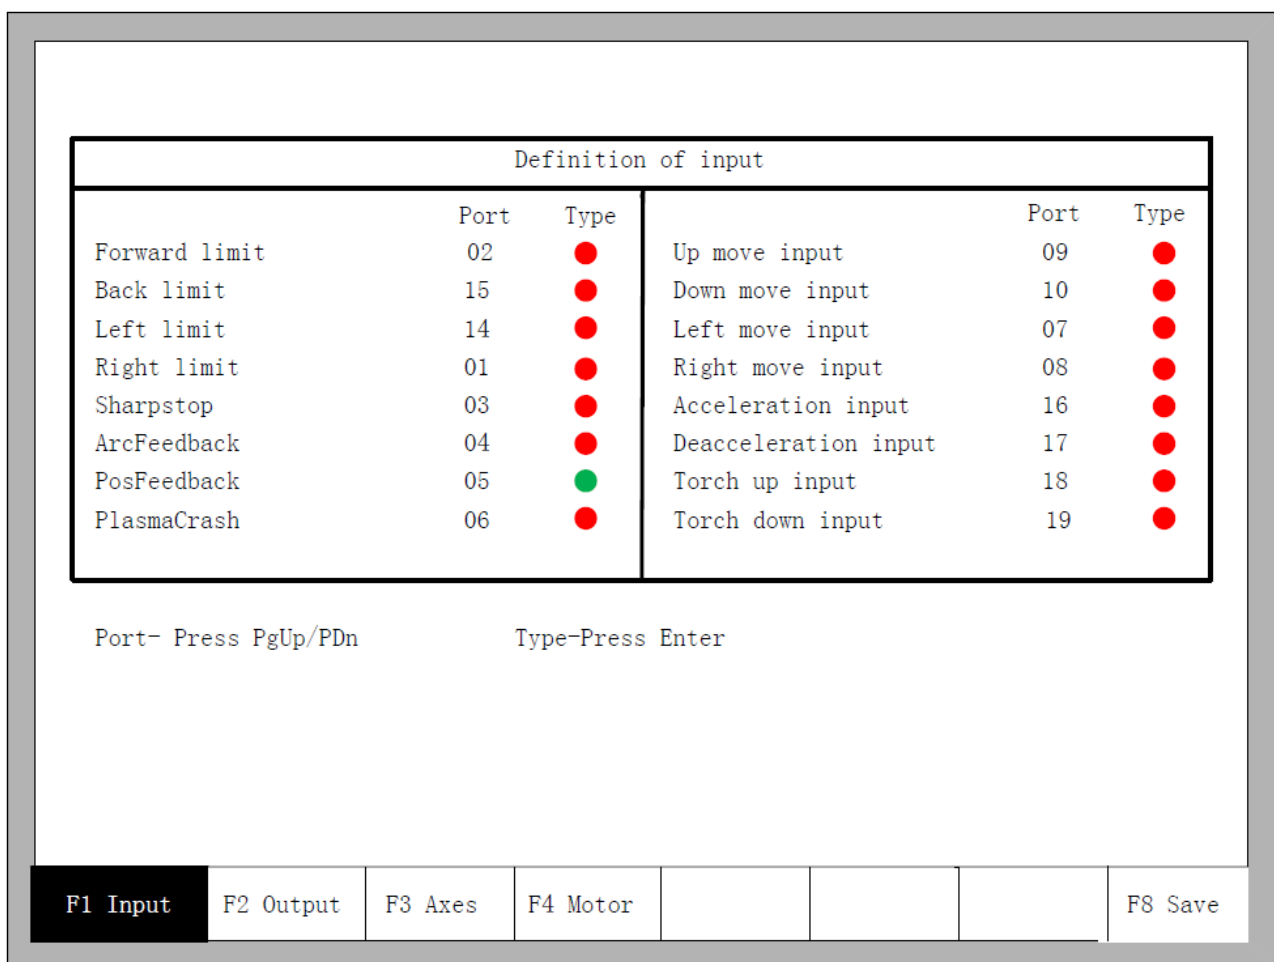 Definition of input
Port Type Port Type
Forward limit 02 Up move input 09
Back limit 15 Down move input 10
Left limit 14 Left move input 07
Right limit 01 Right move input 08
Sharpstop 03 Acceleration input 16
ArcFeedback 04 Deacceleration input 17
PosFeedback 05 Torch up input 18
PlasmaCrash 06 Torch down input 19
Port- Press PgUp/PDn Type-Press Enter
F1 Input F2 Output F3 Axes F4 Motor F8 Save